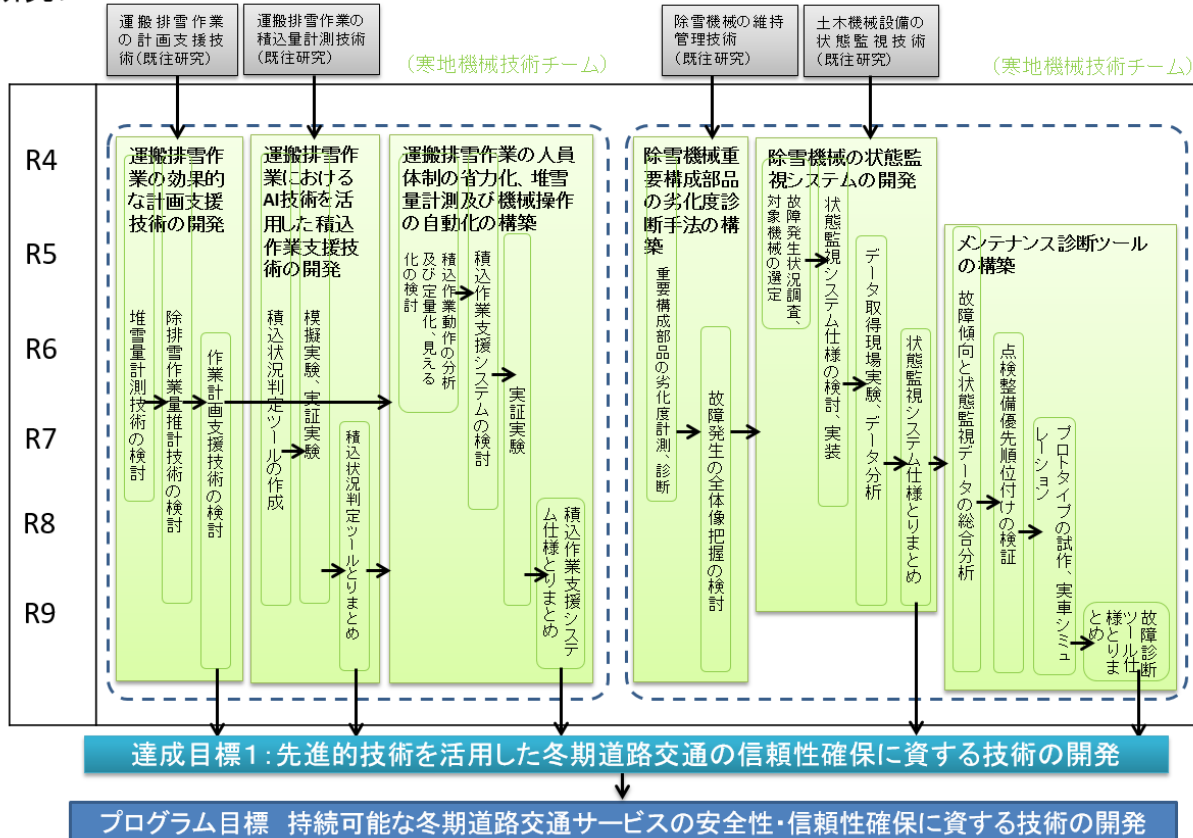 運搬排雪作業
の計画支援技
術(既往研究)
運搬排雪作業の
積込量計測技術
(既往研究)
(寒地機械技術チーム)
除雪機械の維持
管理技術
(既往研究)
土木機械設備の
状態監視技術
(既往研究)
(寒地機械技術チーム)
R4
R5
R6
R7
R8
R9
運搬排雪作
業の効果的
な計画支援
技術の開発
堆雪量計測技術の検討
除排雪作業量推計技術の検討
作業計画支援技術の検討
運搬排雪作
業における
AI技術を活
用した積込
作業支援技
術の開発
積込状況判定ツールの作成
模擬実験、実証実験
積込状況判定ツールとりまとめ
運搬排雪作業の人員
体制の省力化、堆雪
量計測及び機械操作
の自動化の構築
積込作業動作の分析
及び定量化、見える
化の検討
積込作業支援システムの検討
実証実験
積込作業支援システ
ム仕様とりまとめ
除雪機械重
要構成部品
の劣化度診
断手法の構
築
重要構成部品の劣化度計測、診断
故障発生の全体像把握の検討
除雪機械の状態監
視システムの開発
故障発生状況調査、
対象機械の選定
状態監視システム仕様の検討、実装
データ取得現場実験、データ分析
状態監視システム仕様とりまとめ
メンテナンス診断ツール
の構築
故障傾向と状態監視データの総合分析
点検整備優先順位付けの検証
プロトタイプの試作、実車シミュ
レーション
故障診断
ツール仕
様とりま
とめ
達成目標1：先進的技術を活用した冬期道路交通の信頼性確保に資する技術の開発
プログラム目標 持続可能な冬期道路交通サービスの安全性・信頼性確保に資する技術の開発